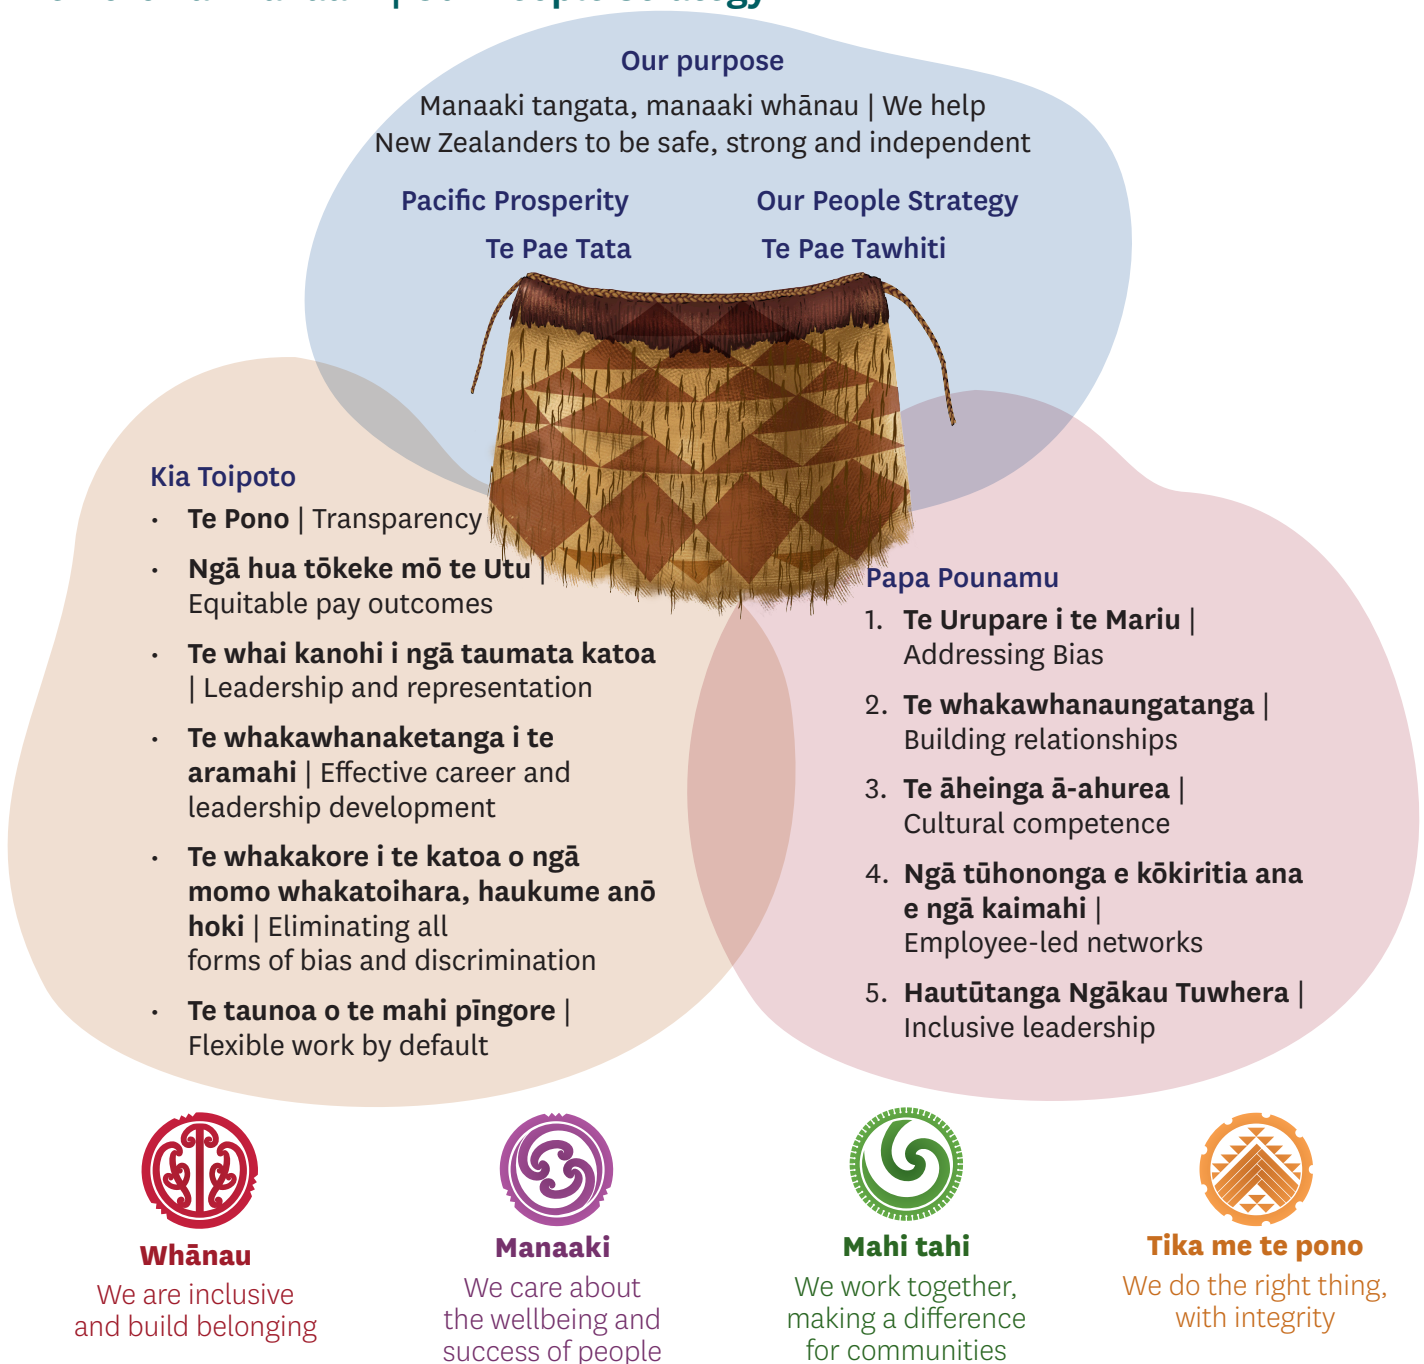 Our People Strategy
Our purpose
Manaaki tangata, manaaki whānau | We help
New Zealanders to be safe, strong and independent
Pacific Prosperity
Our People Strategy
Te Pae Tata
Te Pae Tawhiti
Kia Toipoto
• Te Pono | Transparency
• Ngā hua tōkeke mō te Utu |
Equitable pay outcomes
• Te whai kanohi i ngā taumata katoa
| Leadership and representation
• Te whakawhanaketanga i te
aramahi | Effective career and
leadership development
• Te whakakore i te katoa o ngā
momo whakatoihara, haukume anō
hoki | Eliminating all
forms of bias and discrimination
• Te taunoa o te mahi pīngore |
Flexible work by default
Papa Pounamu
1. Te Urupare i te Mariu |
Addressing Bias
2. Te whakawhanaungatanga |
Building relationships
3. Te āheinga ā-ahurea |
Cultural competence
4. Ngā tūhononga e kōkiritia ana
e ngā kaimahi |
Employee-led networks
5. Hautūtanga Ngākau Tuwhera |
Inclusive leadership
Whānau
We are inclusive
and build belonging
Manaaki
We care about
the wellbeing and
success of people
Mahi tahi
We work together,
making a difference
for communities
Tika me te pono
We do the right thing,
with integrity